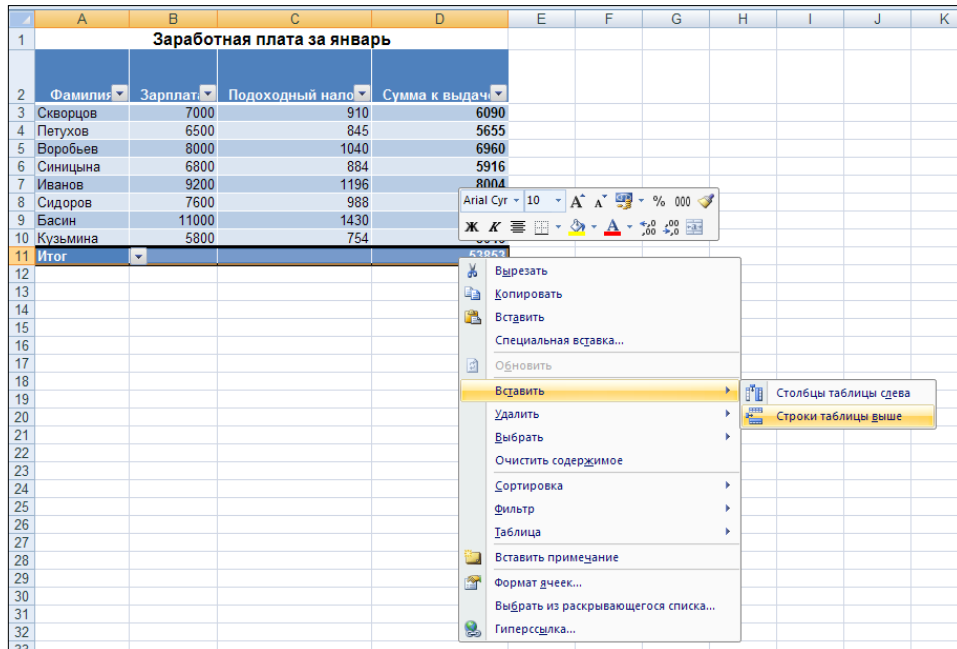 A B C D E F G H I J K
1 Заработная плата за январь
2 Фамилия Зарплата Подоходный нало Сумма к выдач
3 Скворцов 7000 910 6090
4 Петухов 6500 845 5655
5 Воробьев 8000 1040 6960
6 Синицына 6800 884 5916
7 Иванов 9200 1196 8004
8 Сидоров 7600 988 Arial Cyr 10 A A % 000
9 Басин 11000 1430 Ж К A ,00 ,0
10 Кузьмина 5800 754
11 Итог 53853
12 Вырезать
13 Копировать
14 Вставить
15
16 Специальная вставка...
17 Обновить
18 Вставить Столбцы таблицы слева
19
20 Удалить Строки таблицы выше
21 Выбрать
22 Очистить содержимое
23
24 Сортировка
25 Фильтр
26 Таблица
27
28 Вставить примечание
29 Формат ячеек...
30
31 Выбрать из раскрывающегося списка...
32 Гиперссылка...
33